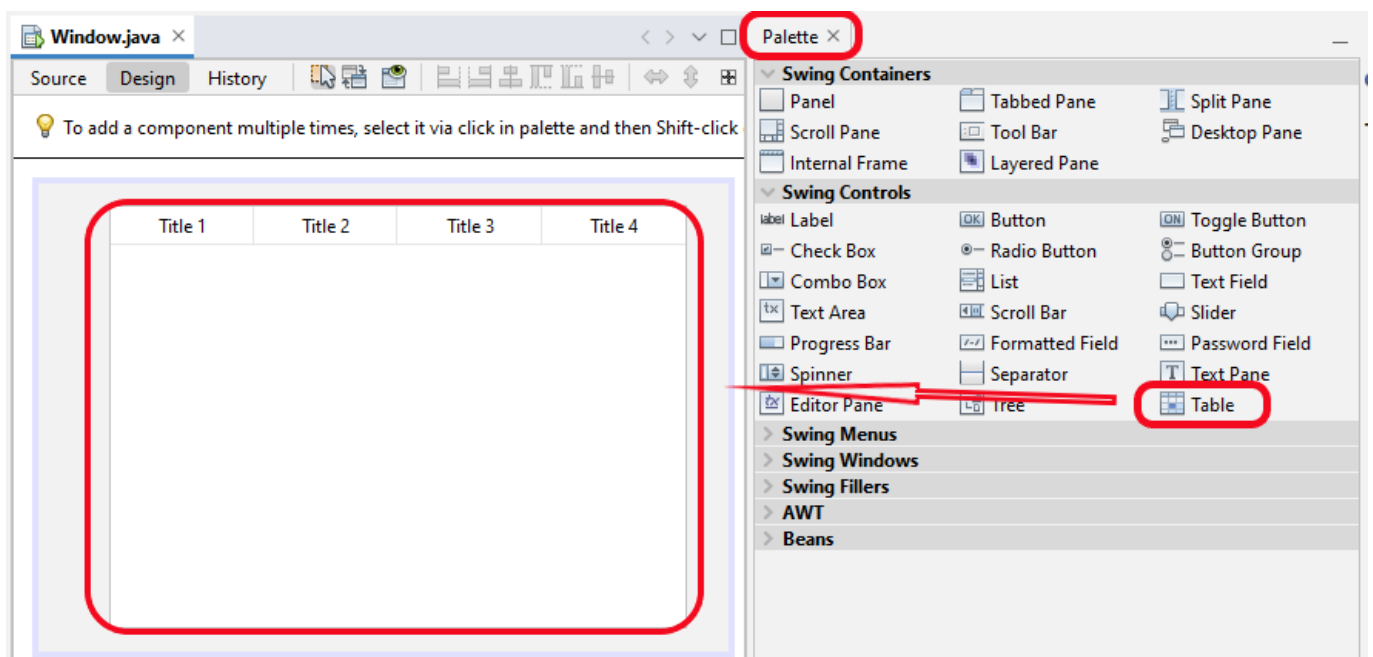 Window.java
Source Design History
To add a component multiple times, select it via click in palette and then Shift-click
Title 1 Title 2 Title 3 Title 4
Palette
Swing Containers
Panel Tabbed Pane Split Pane
Scroll Pane Tool Bar Desktop Pane
Internal Frame Layered Pane
Swing Controls
label Label OK Button ON Toggle Button
Check Box Radio Button Button Group
Combo Box List Text Field
tx Text Area Scroll Bar Slider
Progress Bar Formatted Field Password Field
Spinner Separator T Text Pane
tx Editor Pane Tree Table
Swing Menus
Swing Windows
Swing Fillers
AWT
Beans